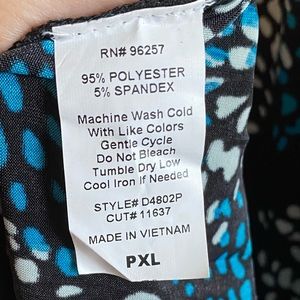 RN# 96257
95% POLYESTER
5% SPANDEX
Machine Wash Cold
With Like Colors
Gentle Cycle
Do Not Bleach
Tumble Dry Low
Cool Iron If Needed
STYLE# D4802P
CUT# 11637
MADE IN VIETNAM
PXL